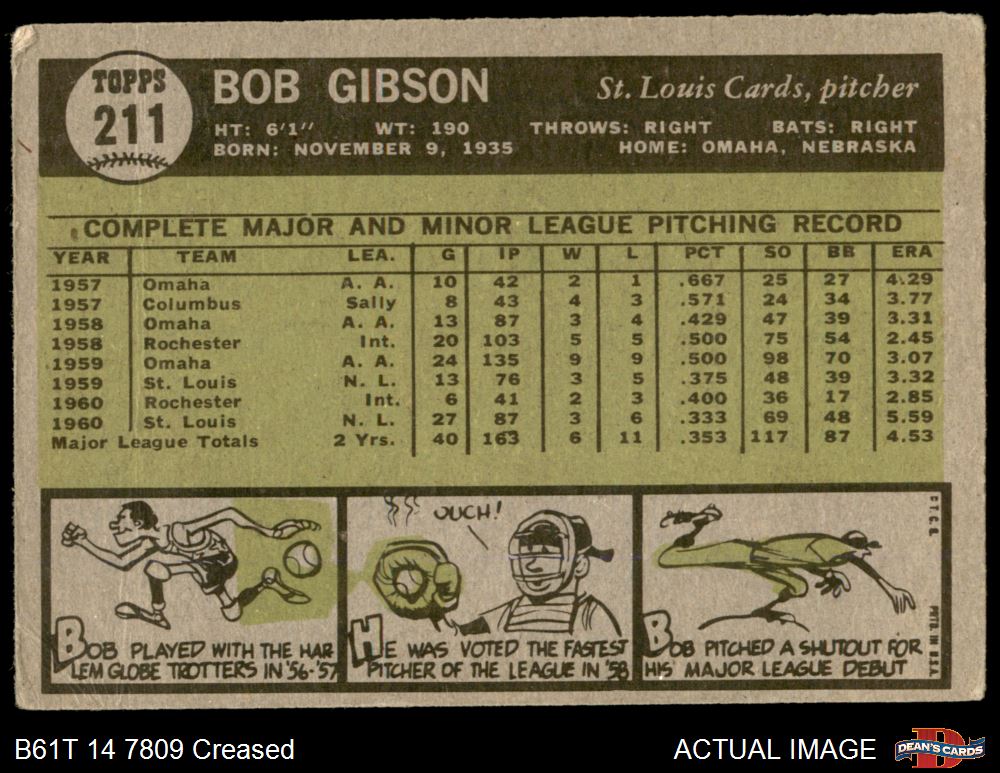 TOPPS
211
BOB GIBSON
St. Louis Cards, pitcher
HT: 6'1" WT: 190 THROWS: RIGHT BATS: RIGHT
BORN: NOVEMBER 9, 1935 HOME: OMAHA, NEBRASKA
COMPLETE MAJOR AND MINOR LEAGUE PITCHING RECORD
YEAR TEAM LEA. G IP W L PCT SO BB ERA
1957 Omaha A. A. 10 42 2 1 .667 25 27 4.29
1957 Columbus Sally 8 43 4 3 .571 24 34 3.77
1958 Omaha A. A. 13 87 3 4 .429 47 39 3.31
1958 Rochester Int. 20 103 5 5 .500 75 54 2.45
1959 Omaha A. A. 24 135 9 9 .500 98 70 3.07
1959 St. Louis N. L. 13 76 3 5 .375 48 39 3.32
1960 Rochester Int. 6 41 2 3 .400 36 17 2.85
1960 St. Louis N. L. 27 87 3 6 .333 69 48 5.59
Major League Totals 2 Yrs. 40 163 6 11 .353 117 87 4.53
BOB PLAYED WITH THE HAR
LEM GLOBE TROTTERS IN '56-'57
OUCH!
HE WAS VOTED THE FASTEST
PITCHER OF THE LEAGUE IN '58
BOB PITCHED A SHUTOUT FOR
HIS MAJOR LEAGUE DEBUT
© T. C. G. PRTD. IN U.S.A.
B61T 14 7809 Creased
ACTUAL IMAGE
D
DEAN'S CARDS